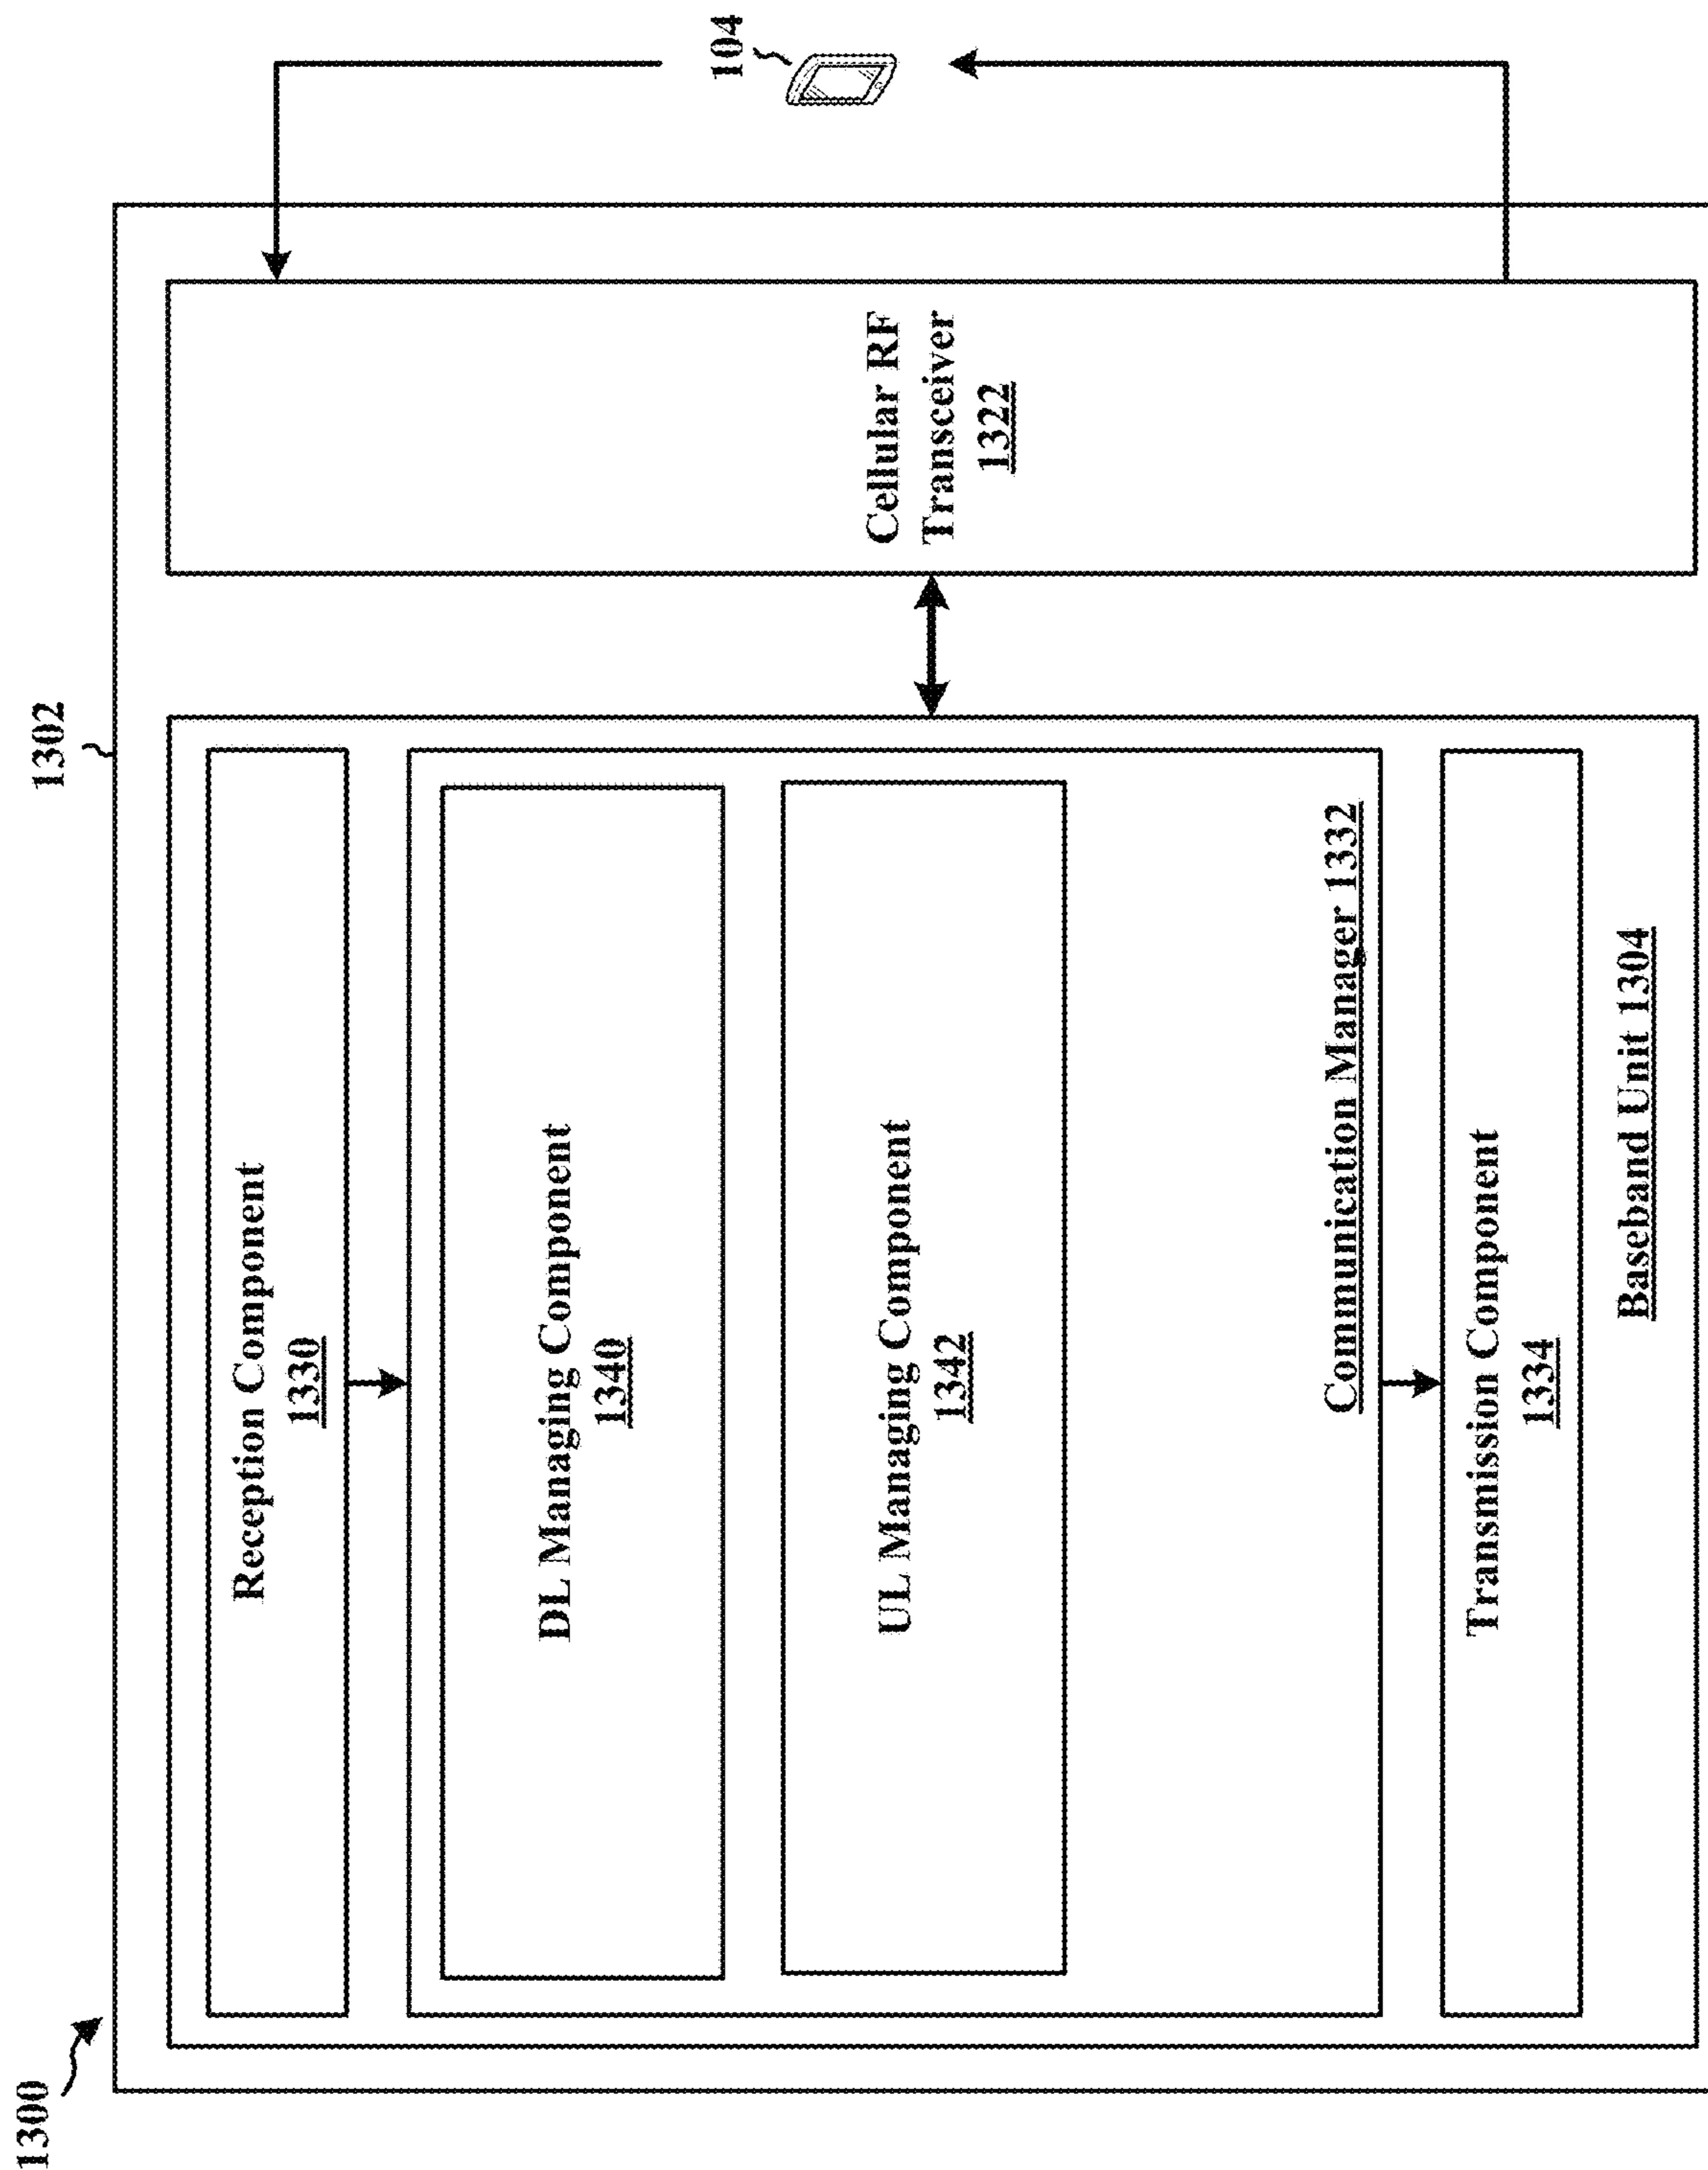 1300
1302
104
Reception Component
1330
DL Managing Component
1340
UL Managing Component
1342
Communication Manager 1332
Transmission Component
1334
Baseband Unit 1304
Cellular RF
Transceiver
1322